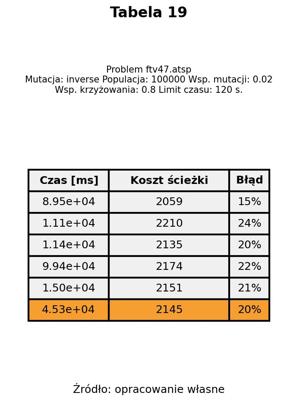 Tabela 19
Problem ftv47.atsp
Mutacja: inverse Populacja: 100000 Wsp. mutacji: 0.02
Wsp. krzyżowania: 0.8 Limit czasu: 120 s.
Czas [ms] Koszt ścieżki Błąd
8.95e+04 2059 15%
1.11e+04 2210 24%
1.14e+04 2135 20%
9.94e+04 2174 22%
1.50e+04 2151 21%
4.53e+04 2145 20%
Źródło: opracowanie własne